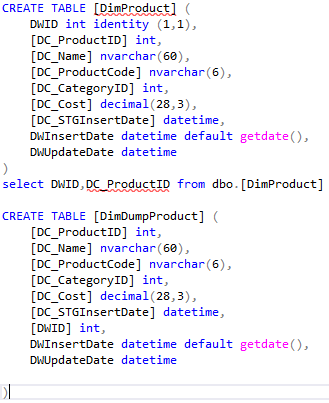 CREATE TABLE [DimProduct] (
DWID int identity (1,1),
[DC_ProductID] int,
[DC_Name] nvarchar(60),
[DC_ProductCode] nvarchar(6),
[DC_CategoryID] int,
[DC_Cost] decimal(28,3),
[DC_STGInsertDate] datetime,
DWInsertDate datetime default getdate(),
DWUpdateDate datetime
)
select DWID,DC_ProductID from dbo.[DimProduct]
CREATE TABLE [DimDumpProduct] (
[DC_ProductID] int,
[DC_Name] nvarchar(60),
[DC_ProductCode] nvarchar(6),
[DC_CategoryID] int,
[DC_Cost] decimal(28,3),
[DC_STGInsertDate] datetime,
[DWID] int,
DWInsertDate datetime default getdate(),
DWUpdateDate datetime
)